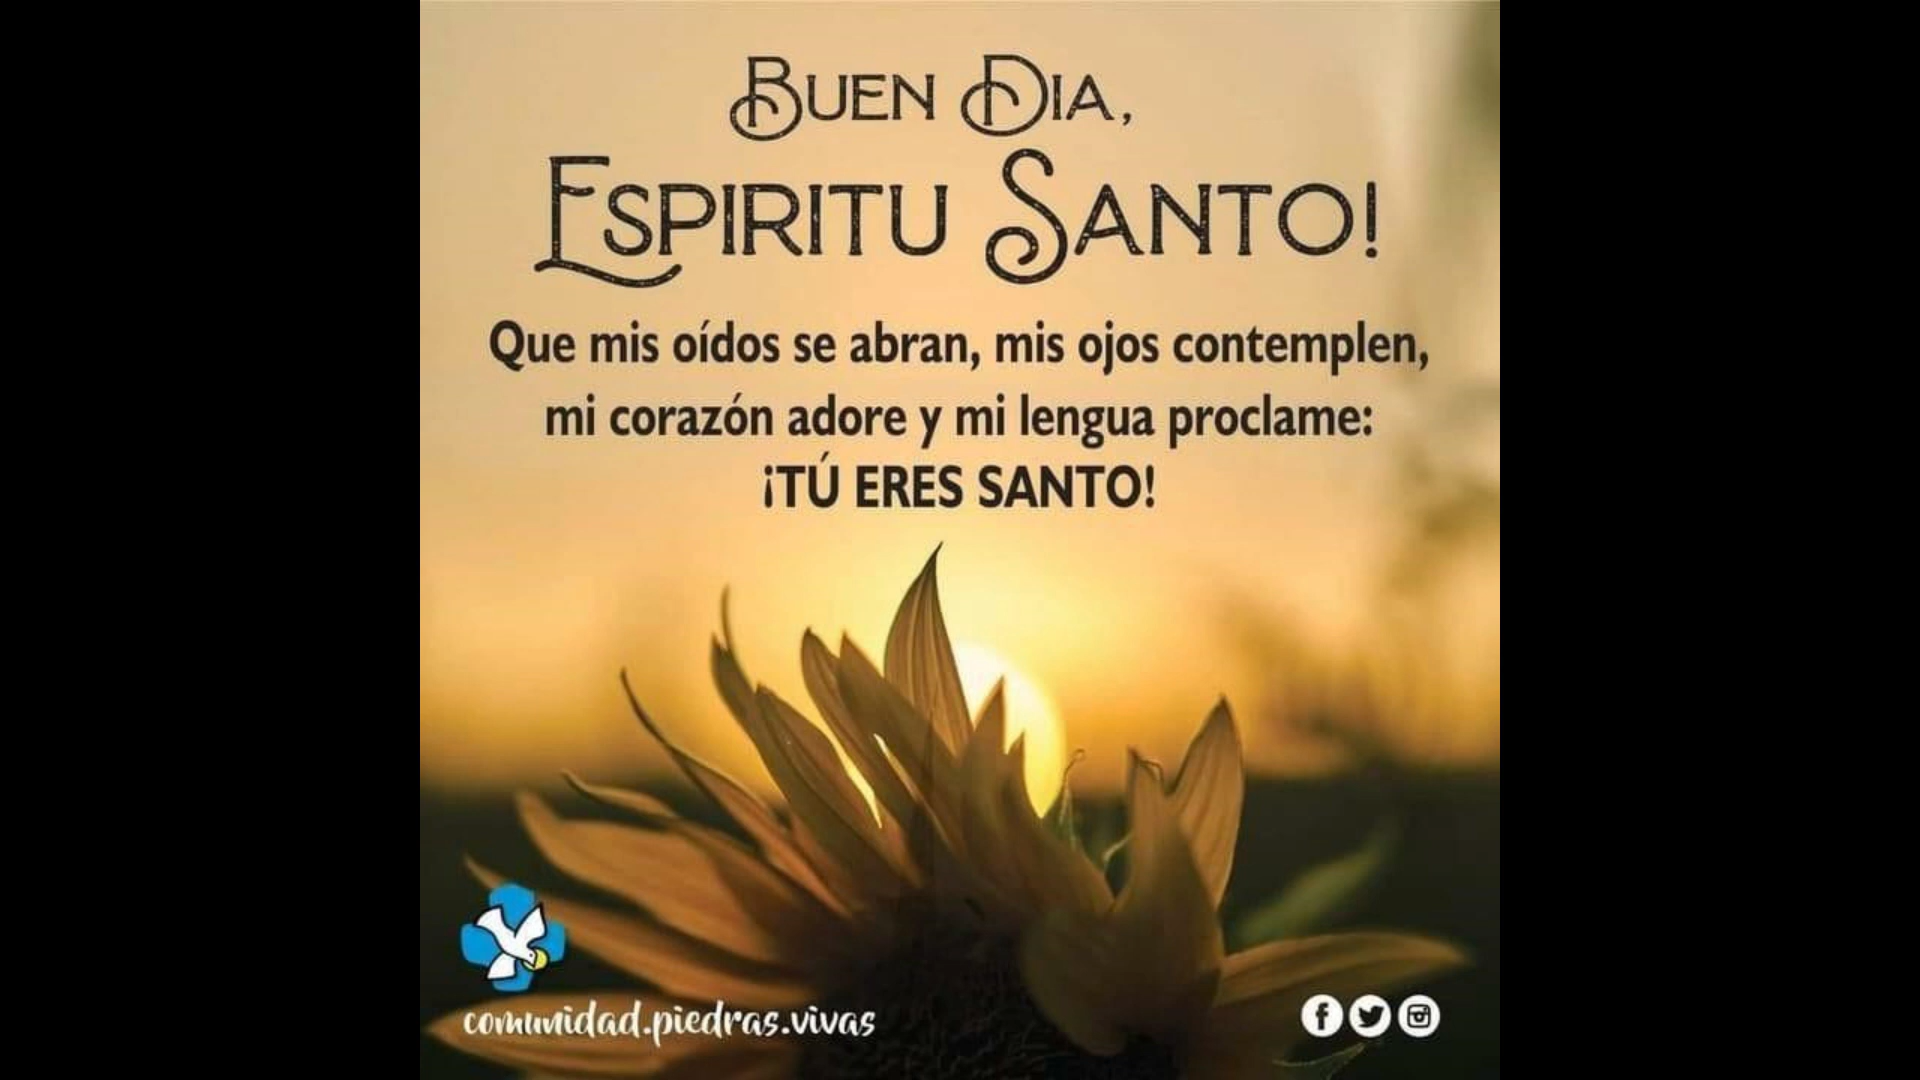 BUEN DIA,
ESPIRITU SANTO!
Que mis oídos se abran, mis ojos contemplen,
mi corazón adore y mi lengua proclame:
¡TÚ ERES SANTO!
comunidad.piedras.vivas